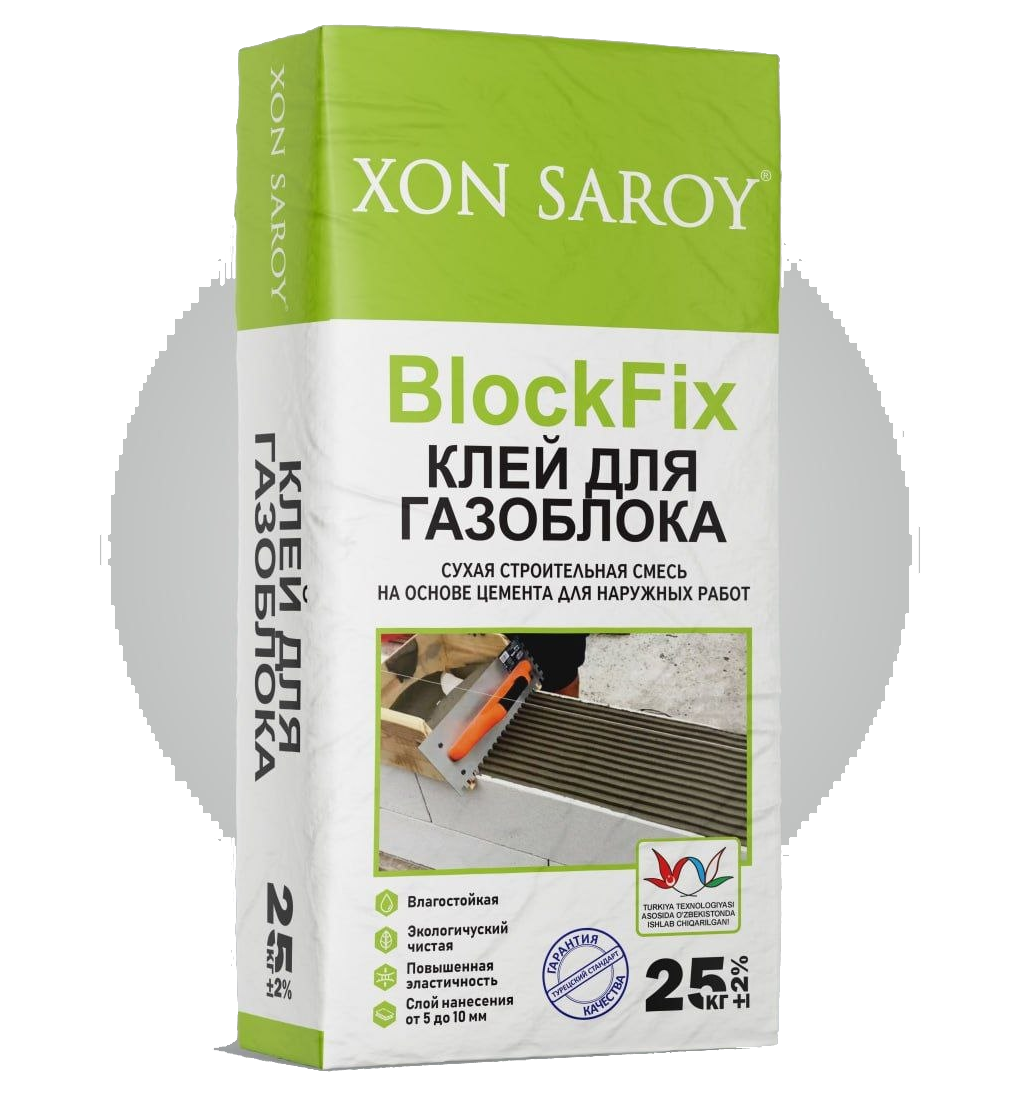 XON SAROY
XON SAROY®
BlockFix
КЛЕЙ ДЛЯ
ГАЗОБЛОКА
СУХАЯ СТРОИТЕЛЬНАЯ СМЕСЬ
НА ОСНОВЕ ЦЕМЕНТА ДЛЯ НАРУЖНЫХ РАБОТ
КЛЕЙ ДЛЯ
ГАЗОБЛОКА
TURKIYA TEXNOLOGIYASI
ASOSIDA O'ZBEKISTONDA
ISHLAB CHIQARILGAN!
Влагостойкая
Экологичуский
чистая
Повышенная
эластичность
Слой нанесения
от 5 до 10 мм
ГАРАНТИЯ
ТУРЕЦСКИЙ СТАНДАРТ
КАЧЕСТВА
25 КГ ±2%
25 КГ ±2%